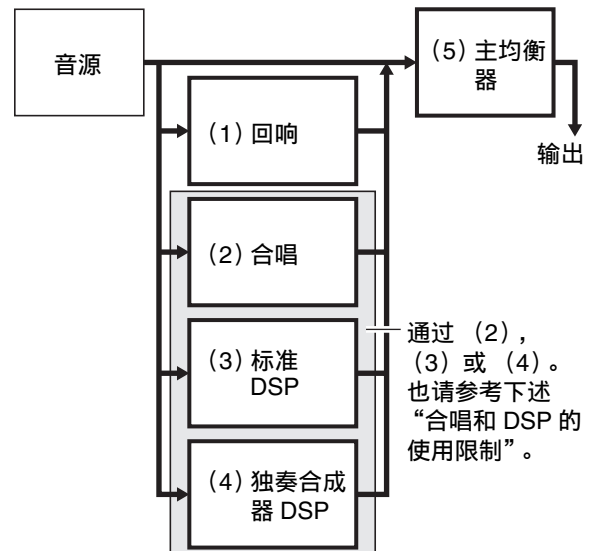 音源
(5) 主均衡
器
输出
(1) 回响
(2) 合唱
(3) 标准
DSP
(4) 独奏合成
器 DSP
通过 (2),
(3) 或 (4)。
也请参考下述
“合唱和 DSP 的
使用限制”。